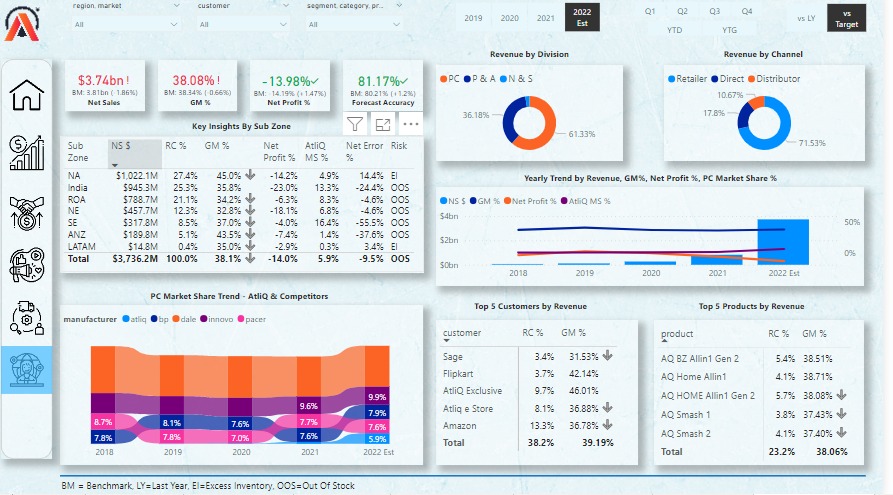 region, market
customer
segment, category, pr...
All
All
All
2019 2020 2021 2022 Est
Q1 Q2 Q3 Q4
YTD YTG
vs LY
vs Target
$3.74bn !
BM: 3.81bn (-1.86%)
Net Sales
38.08% !
BM: 38.34% (-0.66%)
GM %
-13.98%✓
BM: -14.19% (+1.47%)
Net Profit %
81.17%✓
BM: 80.21% (+1.2%)
Forecast Accuracy
Revenue by Division
PC P & A N & S
36.18%
61.33%
Revenue by Channel
Retailer Direct Distributor
10.67%
17.8%
71.53%
Key Insights By Sub Zone
Sub Zone NS $ RC % GM % Net Profit % AtliQ MS % Net Error % Risk
NA $1,022.1M 27.4% 45.0% -14.2% 4.9% 14.4% EI
India $945.3M 25.3% 35.8% -23.0% 13.3% -24.4% OOS
ROA $788.7M 21.1% 34.2% -6.3% 8.3% -4.6% OOS
NE $457.7M 12.3% 32.8% -18.1% 6.8% -4.6% OOS
SE $317.8M 8.5% 37.0% -4.0% 16.4% -55.5% OOS
ANZ $189.8M 5.1% 43.5% -7.4% 1.4% -37.6% OOS
LATAM $14.8M 0.4% 35.0% -2.9% 0.3% 3.4% EI
Total $3,736.2M 100.0% 38.1% -14.0% 5.9% -9.5% OOS
Yearly Trend by Revenue, GM%, Net Profit %, PC Market Share %
NS $ GM % Net Profit % AtliQ MS %
$4bn
$2bn
$0bn
50%
0%
2018 2019 2020 2021 2022 Est
PC Market Share Trend - AtliQ & Competitors
manufacturer atliq bp dale innovo pacer
8.7%
7.8%
8.1%
7.8%
7.6%
7.0%
9.6%
7.7%
7.6%
9.9%
7.9%
7.6%
5.9%
2018 2019 2020 2021 2022 Est
Top 5 Customers by Revenue
customer RC % GM %
Sage 3.4% 31.53%
Flipkart 3.7% 42.14%
AtliQ Exclusive 9.7% 46.01%
Atliq e Store 8.1% 36.88%
Amazon 13.3% 36.78%
Total 38.2% 39.19%
Top 5 Products by Revenue
product RC % GM %
AQ BZ Allin1 Gen 2 5.4% 38.51%
AQ Home Allin1 4.1% 38.71%
AQ HOME Allin1 Gen 2 5.7% 38.08%
AQ Smash 1 3.8% 37.43%
AQ Smash 2 4.1% 37.40%
Total 23.2% 38.06%
BM = Benchmark, LY=Last Year, EI=Excess Inventory, OOS=Out Of Stock